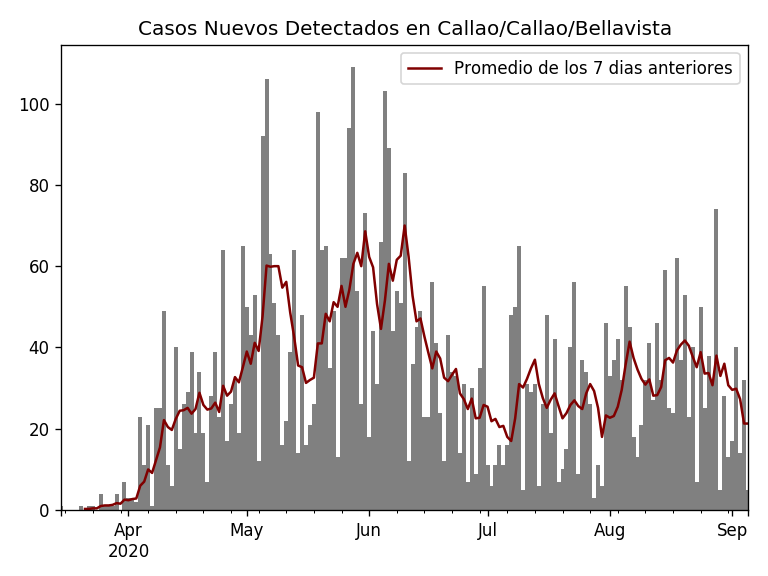 Casos Nuevos Detectados en Callao/Callao/Bellavista
Promedio de los 7 dias anteriores
100
80
60
40
20
0
Apr May Jun Jul Aug Sep
2020